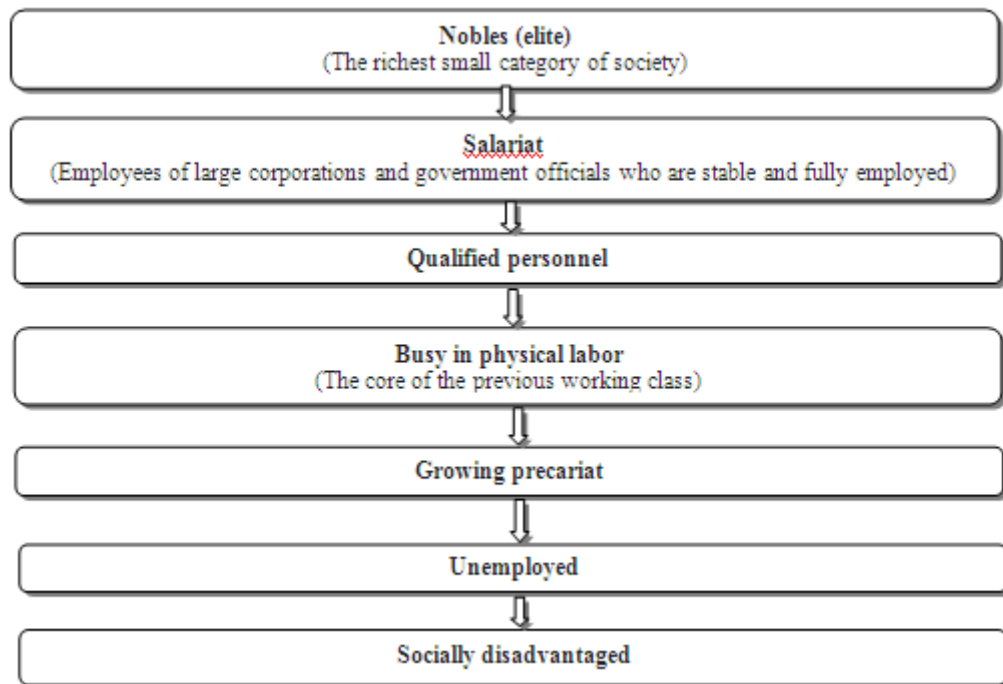 Nobles (elite)
(The richest small category of society)
Salariat
(Employees of large corporations and government officials who are stable and fully employed)
Qualified personnel
Busy in physical labor
(The core of the previous working class)
Growing precariat
Unemployed
Socially disadvantaged